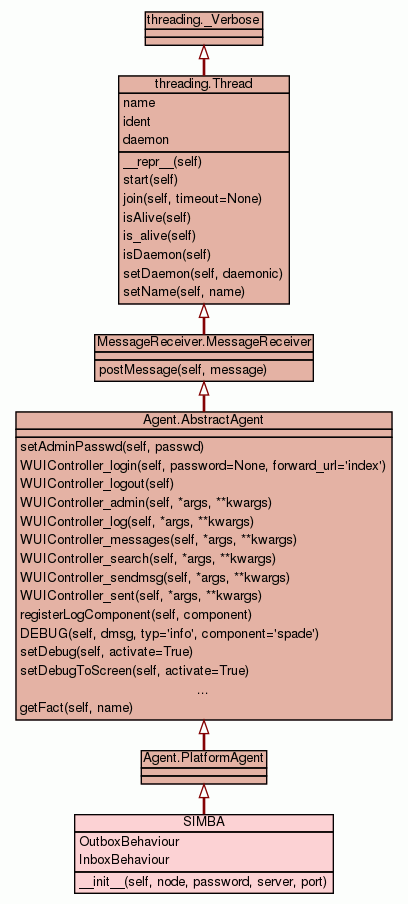 threading._Verbose
threading.Thread
name
ident
daemon
__repr__(self)
start(self)
join(self, timeout=None)
isAlive(self)
is_alive(self)
isDaemon(self)
setDaemon(self, daemonic)
setName(self, name)
MessageReceiver.MessageReceiver
postMessage(self, message)
Agent.AbstractAgent
setAdminPasswd(self, passwd)
WUIController_login(self, password=None, forward_url='index')
WUIController_logout(self)
WUIController_admin(self, *args, **kwargs)
WUIController_log(self, *args, **kwargs)
WUIController_messages(self, *args, **kwargs)
WUIController_search(self, *args, **kwargs)
WUIController_sendmsg(self, *args, **kwargs)
WUIController_sent(self, *args, **kwargs)
registerLogComponent(self, component)
DEBUG(self, dmsg, typ='info', component='spade')
setDebug(self, activate=True)
setDebugToScreen(self, activate=True)
...
getFact(self, name)
Agent.PlatformAgent
SIMBA
OutboxBehaviour
InboxBehaviour
__init__(self, node, password, server, port)